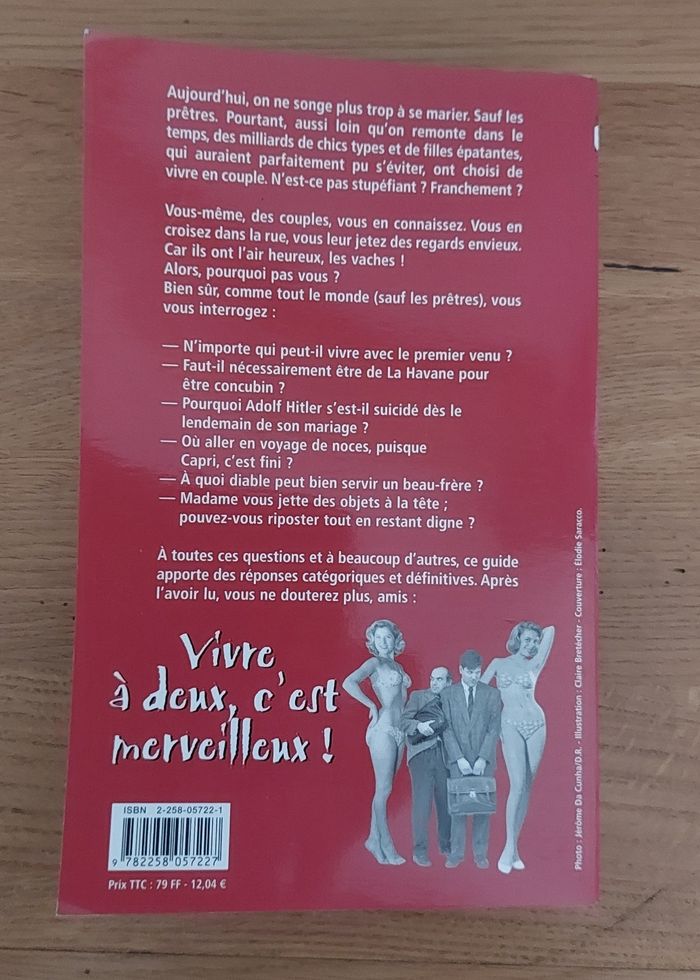 Aujourd'hui, on ne songe plus trop à se marier. Sauf les
prêtres. Pourtant, aussi loin qu'on remonte dans le
temps, des milliards de chics types et de filles épatantes,
qui auraient parfaitement pu s'éviter, ont choisi de
vivre en couple. N'est-ce pas stupéfiant ? Franchement ?
Vous-même, des couples, vous en connaissez. Vous en
croisez dans la rue, vous leur jetez des regards envieux.
Car ils ont l'air heureux, les vaches !
Alors, pourquoi pas vous ?
Bien sûr, comme tout le monde (sauf les prêtres), vous
vous interrogez :
— N'importe qui peut-il vivre avec le premier venu ?
— Faut-il nécessairement être de La Havane pour
être concubin ?
— Pourquoi Adolf Hitler s'est-il suicidé dès le
lendemain de son mariage ?
— Où aller en voyage de noces, puisque
Capri, c'est fini ?
— À quoi diable peut bien servir un beau-frère ?
— Madame vous jette des objets à la tête ;
pouvez-vous riposter tout en restant digne ?
À toutes ces questions et à beaucoup d'autres, ce guide
apporte des réponses catégoriques et définitives. Après
l'avoir lu, vous ne douterez plus, amis :
Vivre
à deux, c'est
merveilleux !
ISBN 2-258-05722-1
9 782258 057227
Prix TTC : 79 FF - 12,04 €
Photo : Jérôme Da Cunha/D.R. - Illustration : Claire Bretécher - Couverture : Élodie Saracco.